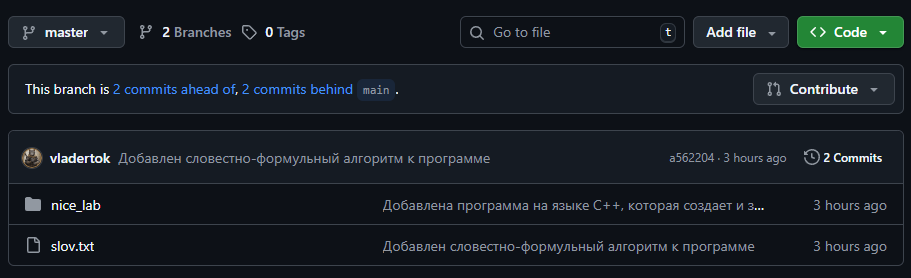 master 2 Branches 0 Tags Go to file t Add file Code
This branch is 2 commits ahead of, 2 commits behind main.
Contribute
vladertok Добавлен словестно-формульный алгоритм к программе a562204 · 3 hours ago 2 Commits
nice_lab Добавлена программа на языке C++, которая создает и з... 3 hours ago
slov.txt Добавлен словестно-формульный алгоритм к программе 3 hours ago